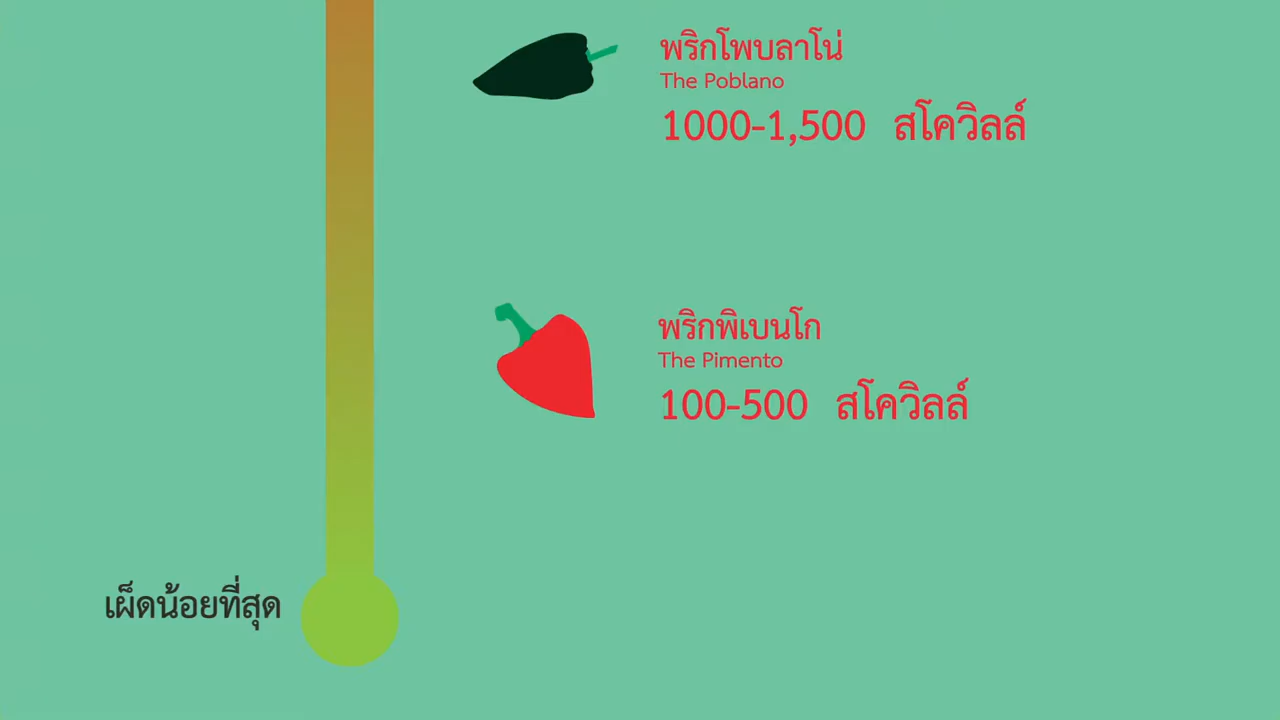 พริกโพบลาโน่
The Poblano
1000-1,500 สโควิลล์
พริกพิเบนโก
The Pimento
100-500 สโควิลล์
เผ็ดน้อยที่สุด